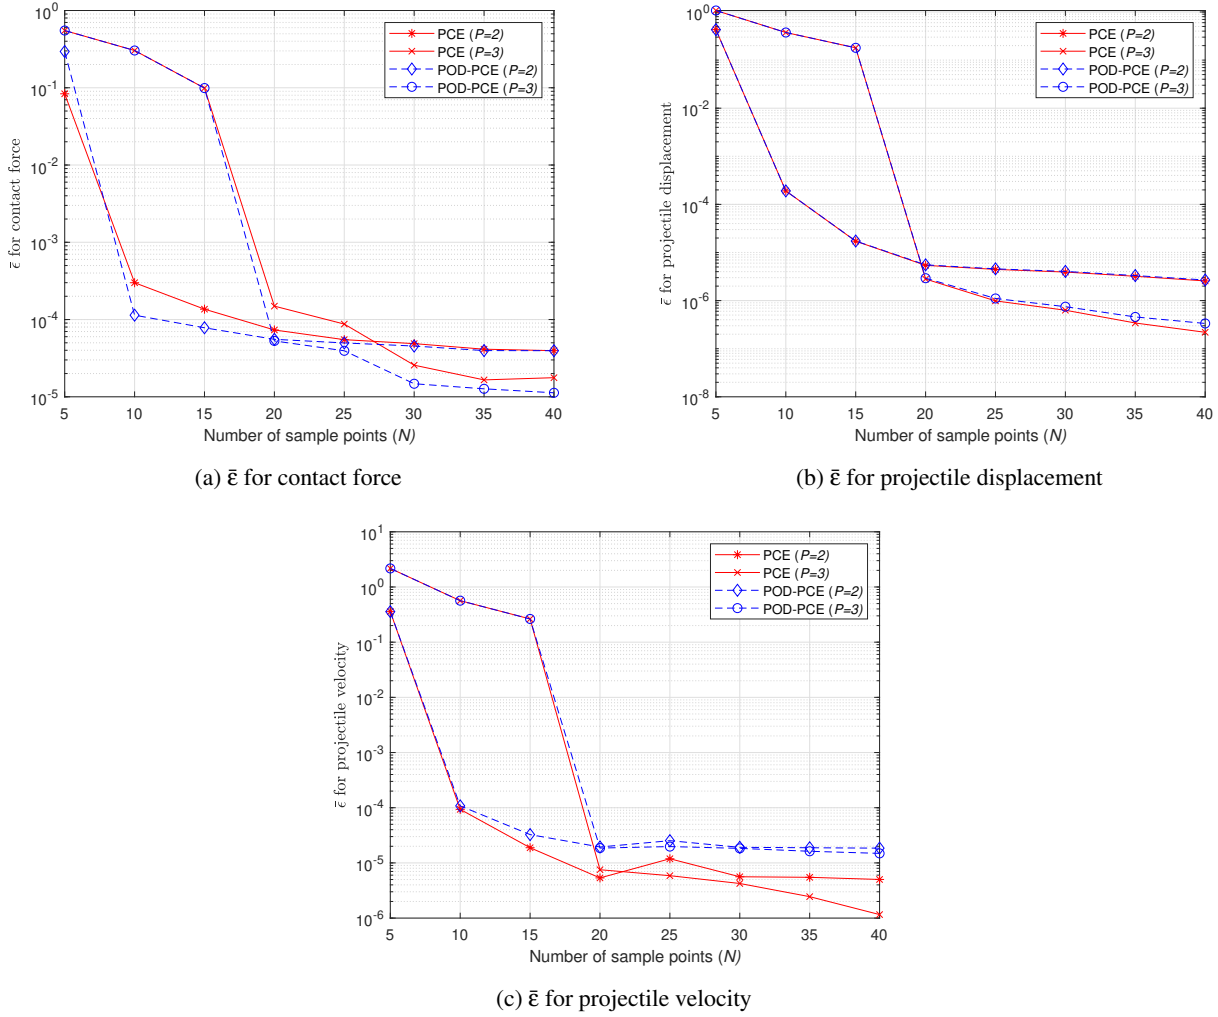 10^0
10^-1
10^-2
10^-3
10^-4
10^-5
5 10 15 20 25 30 35 40
ε̄ for contact force
Number of sample points (N)
PCE (P=2)
PCE (P=3)
POD-PCE (P=2)
POD-PCE (P=3)
(a) ε̄ for contact force
10^0
10^-2
10^-4
10^-6
10^-8
5 10 15 20 25 30 35 40
ε̄ for projectile displacement
Number of sample points (N)
PCE (P=2)
PCE (P=3)
POD-PCE (P=2)
POD-PCE (P=3)
(b) ε̄ for projectile displacement
10^1
10^0
10^-1
10^-2
10^-3
10^-4
10^-5
10^-6
5 10 15 20 25 30 35 40
ε̄ for projectile velocity
Number of sample points (N)
PCE (P=2)
PCE (P=3)
POD-PCE (P=2)
POD-PCE (P=3)
(c) ε̄ for projectile velocity